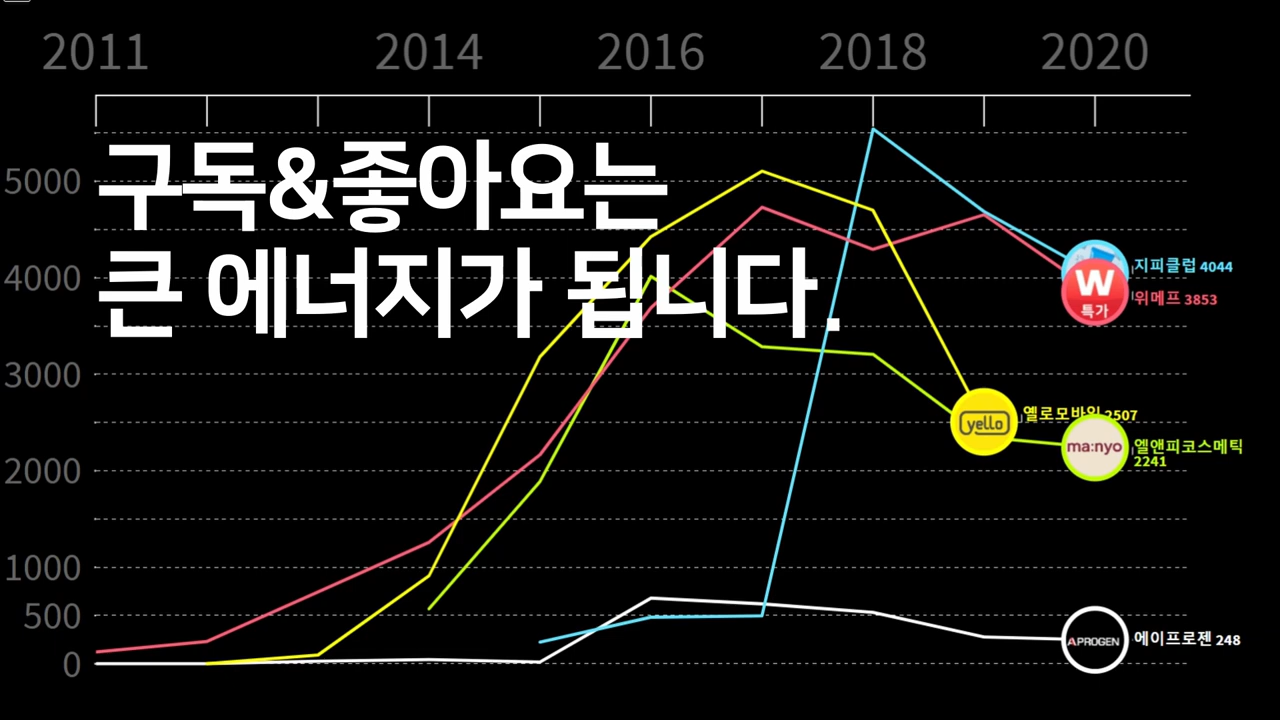 2011 2014 2016 2018 2020
5000
4000
3000
2000
1000
500
0
구독&좋아요는
큰 에너지가 됩니다.
지피클럽 4044
W
특가
위메프 3853
yello
옐로모바일 2507
ma:nyo
엘앤피코스메틱
2241
APROGEN
에이프로젠 248